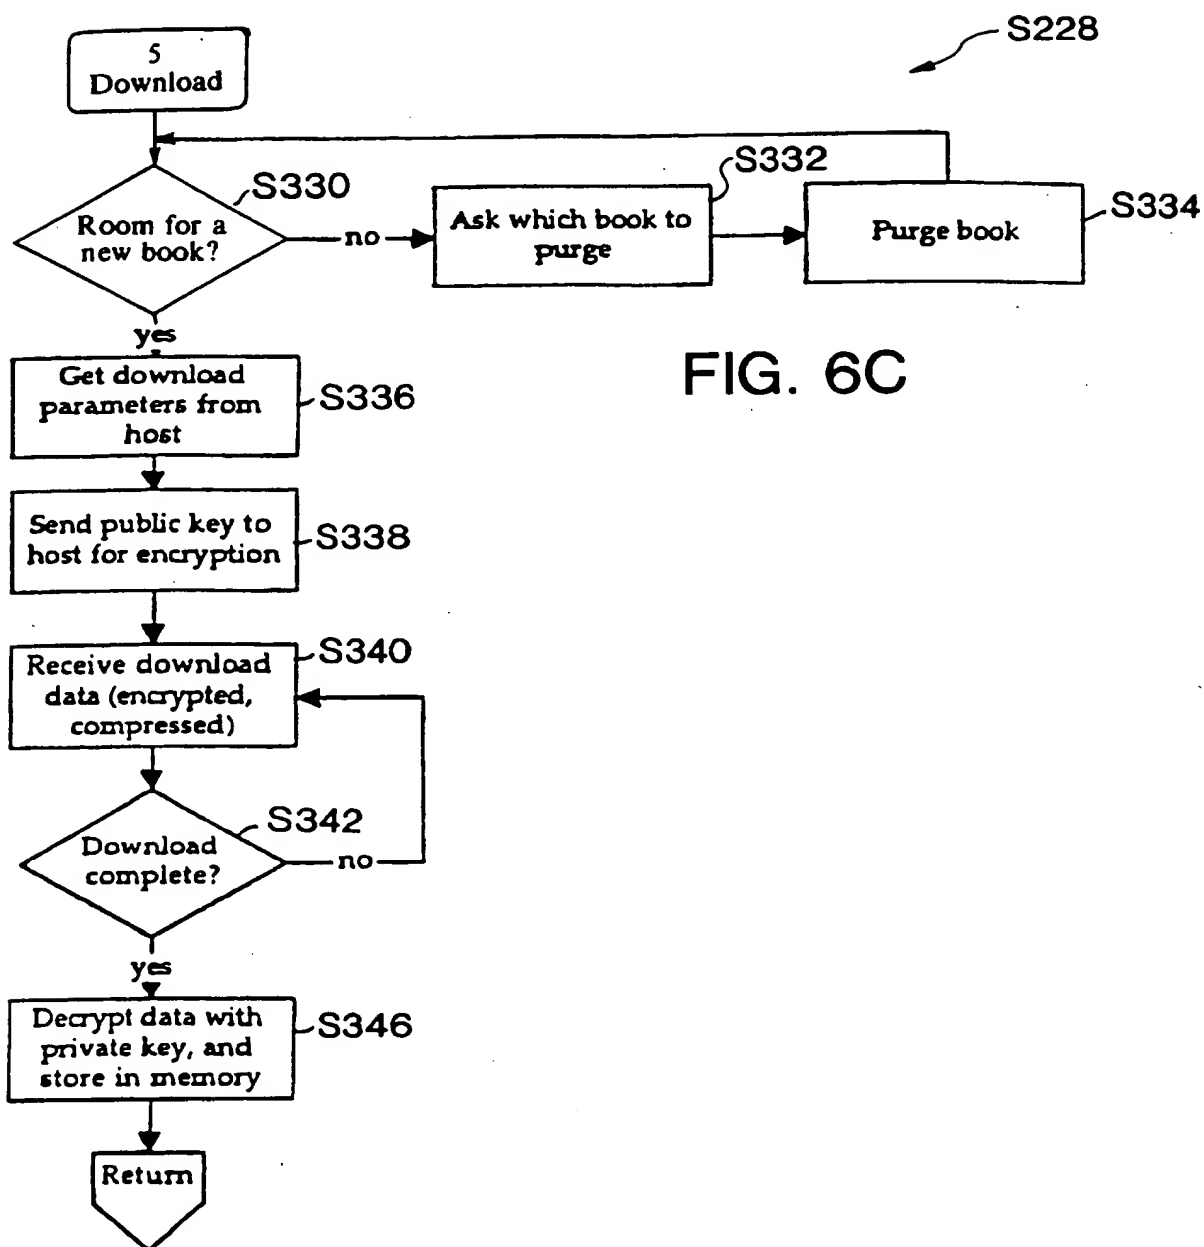 S228
5
Download
S332
S330
S334
Room for a
new book?
no
Ask which book to
purge
Purge book
yes
FIG. 6C
Get download
parameters from
host
S336
Send public key to
host for encryption
S338
S340
Receive download
data (encrypted,
compressed)
S342
Download
complete?
no
yes
Decrypt data with
private key, and
store in memory
S346
Return